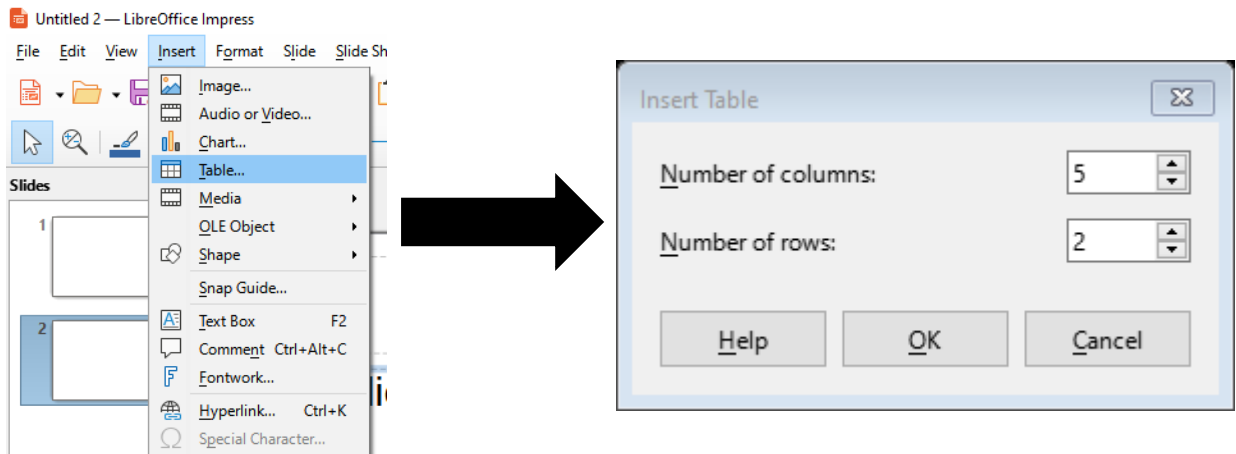 Untitled 2 — LibreOffice Impress
File Edit View Insert Format Slide Slide Sh
Image...
Audio or Video...
Chart...
Table...
Slides
Media
1
OLE Object
Shape
Snap Guide...
2
Text Box F2
Comment Ctrl+Alt+C
Fontwork...
Hyperlink... Ctrl+K
Special Character...
Insert Table
Number of columns: 5
Number of rows: 2
Help OK Cancel